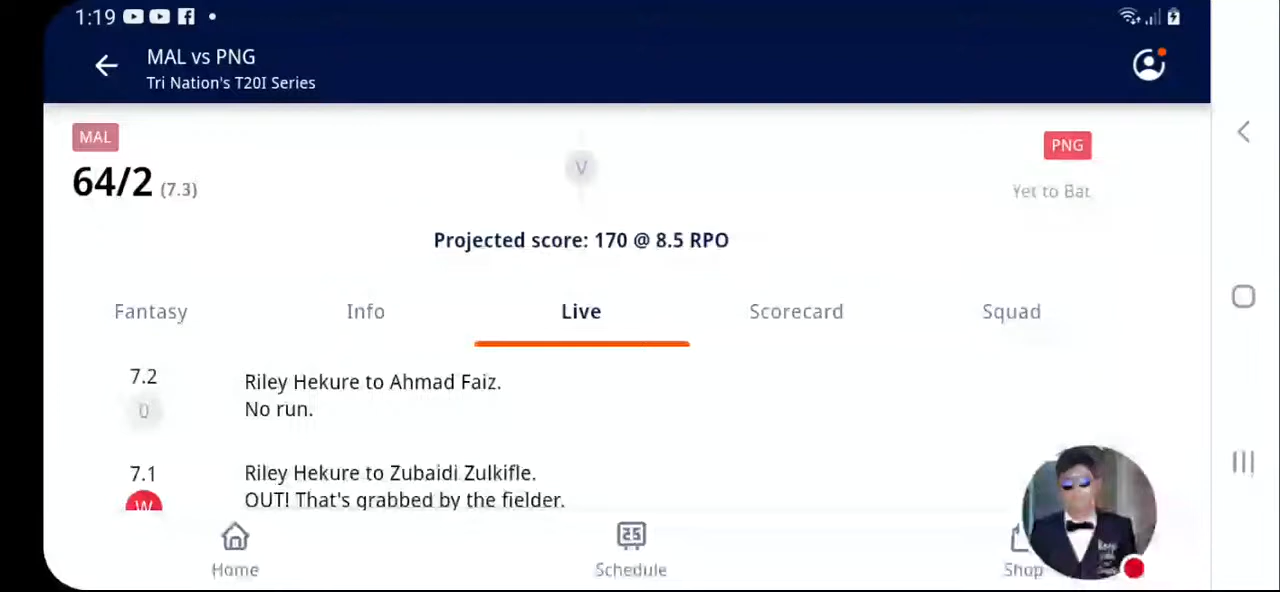 1:19
MAL vs PNG
Tri Nation's T20I Series
MAL
64/2 (7.3)
V
PNG
Yet to Bat
Projected score: 170 @ 8.5 RPO
Fantasy Info Live Scorecard Squad
7.2 Riley Hekure to Ahmad Faiz.
0 No run.
7.1 Riley Hekure to Zubaidi Zulkifle.
W OUT! That's grabbed by the fielder.
25
Home Schedule Shop